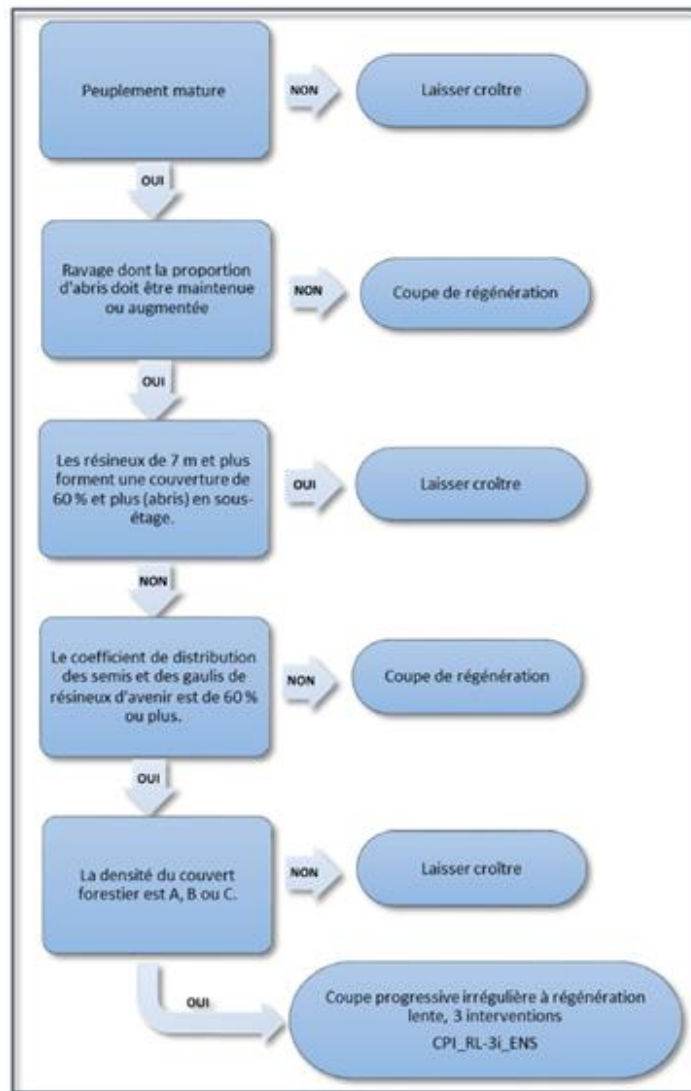 Peuplement mature
NON
Laisser croître
OUI
Ravage dont la proportion
d'abris doit être maintenue
ou augmentée
NON
Coupe de régénération
OUI
Les résineux de 7 m et plus
forment une couverture de
60 % et plus (abris) en sous-
étage.
OUI
Laisser croître
NON
Le coefficient de distribution
des semis et des gaulis de
résineux d'avenir est de 60 %
ou plus.
NON
Coupe de régénération
OUI
La densité du couvert
forestier est A, B ou C.
NON
Laisser croître
OUI
Coupe progressive irrégulière à régénération
lente, 3 interventions
CPI_RL-3i_ENS